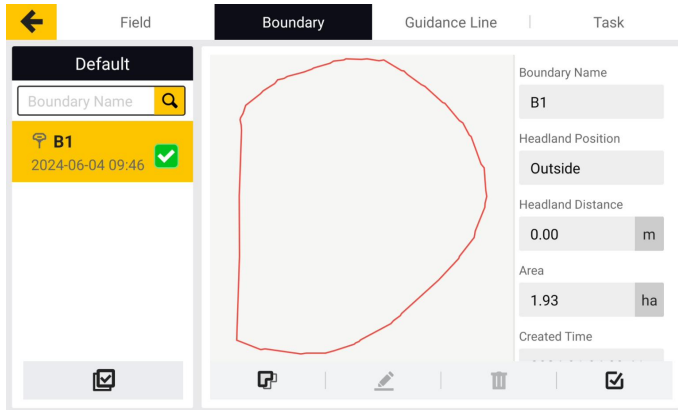 Field
Boundary
Guidance Line
Task
Default
Boundary Name
B1
2024-06-04 09:46
Boundary Name
B1
Headland Position
Outside
Headland Distance
0.00 m
Area
1.93 ha
Created Time